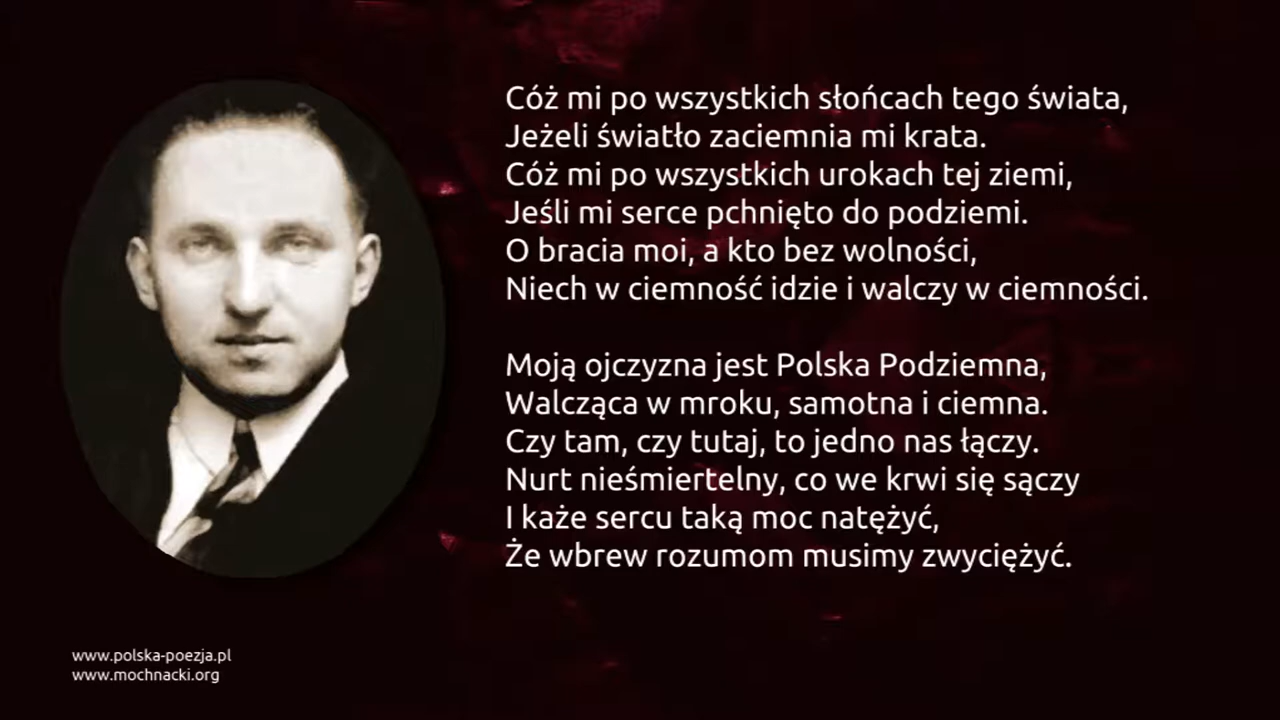 Cóż mi po wszystkich słońcach tego świata,
Jeżeli światło zaciemnia mi krata.
Cóż mi po wszystkich urokach tej ziemi,
Jeśli mi serce pchnięto do podziemi.
O bracia moi, a kto bez wolności,
Niech w ciemność idzie i walczy w ciemności.

Moją ojczyzna jest Polska Podziemna,
Walcząca w mroku, samotna i ciemna.
Czy tam, czy tutaj, to jedno nas łączy.
Nurt nieśmiertelny, co we krwi się sączy
I każe sercu taką moc natężyć,
Że wbrew rozumom musimy zwyciężyć.

www.polska-poezja.pl
www.mochnacki.org